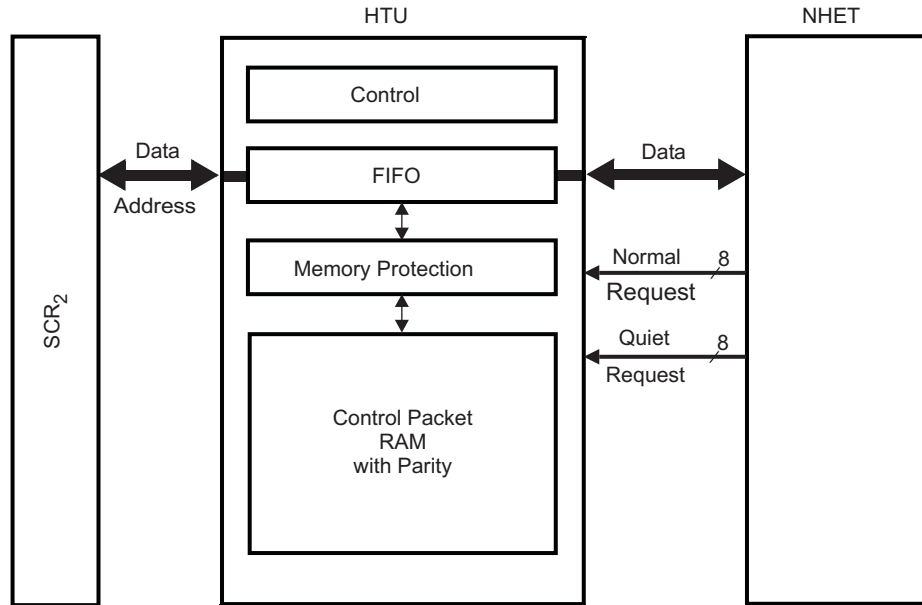 HTU
NHET
Control
Data
Address
FIFO
Data
Memory Protection
Normal 8
Request
Quiet 8
Request
SCR2
Control Packet
RAM
with Parity